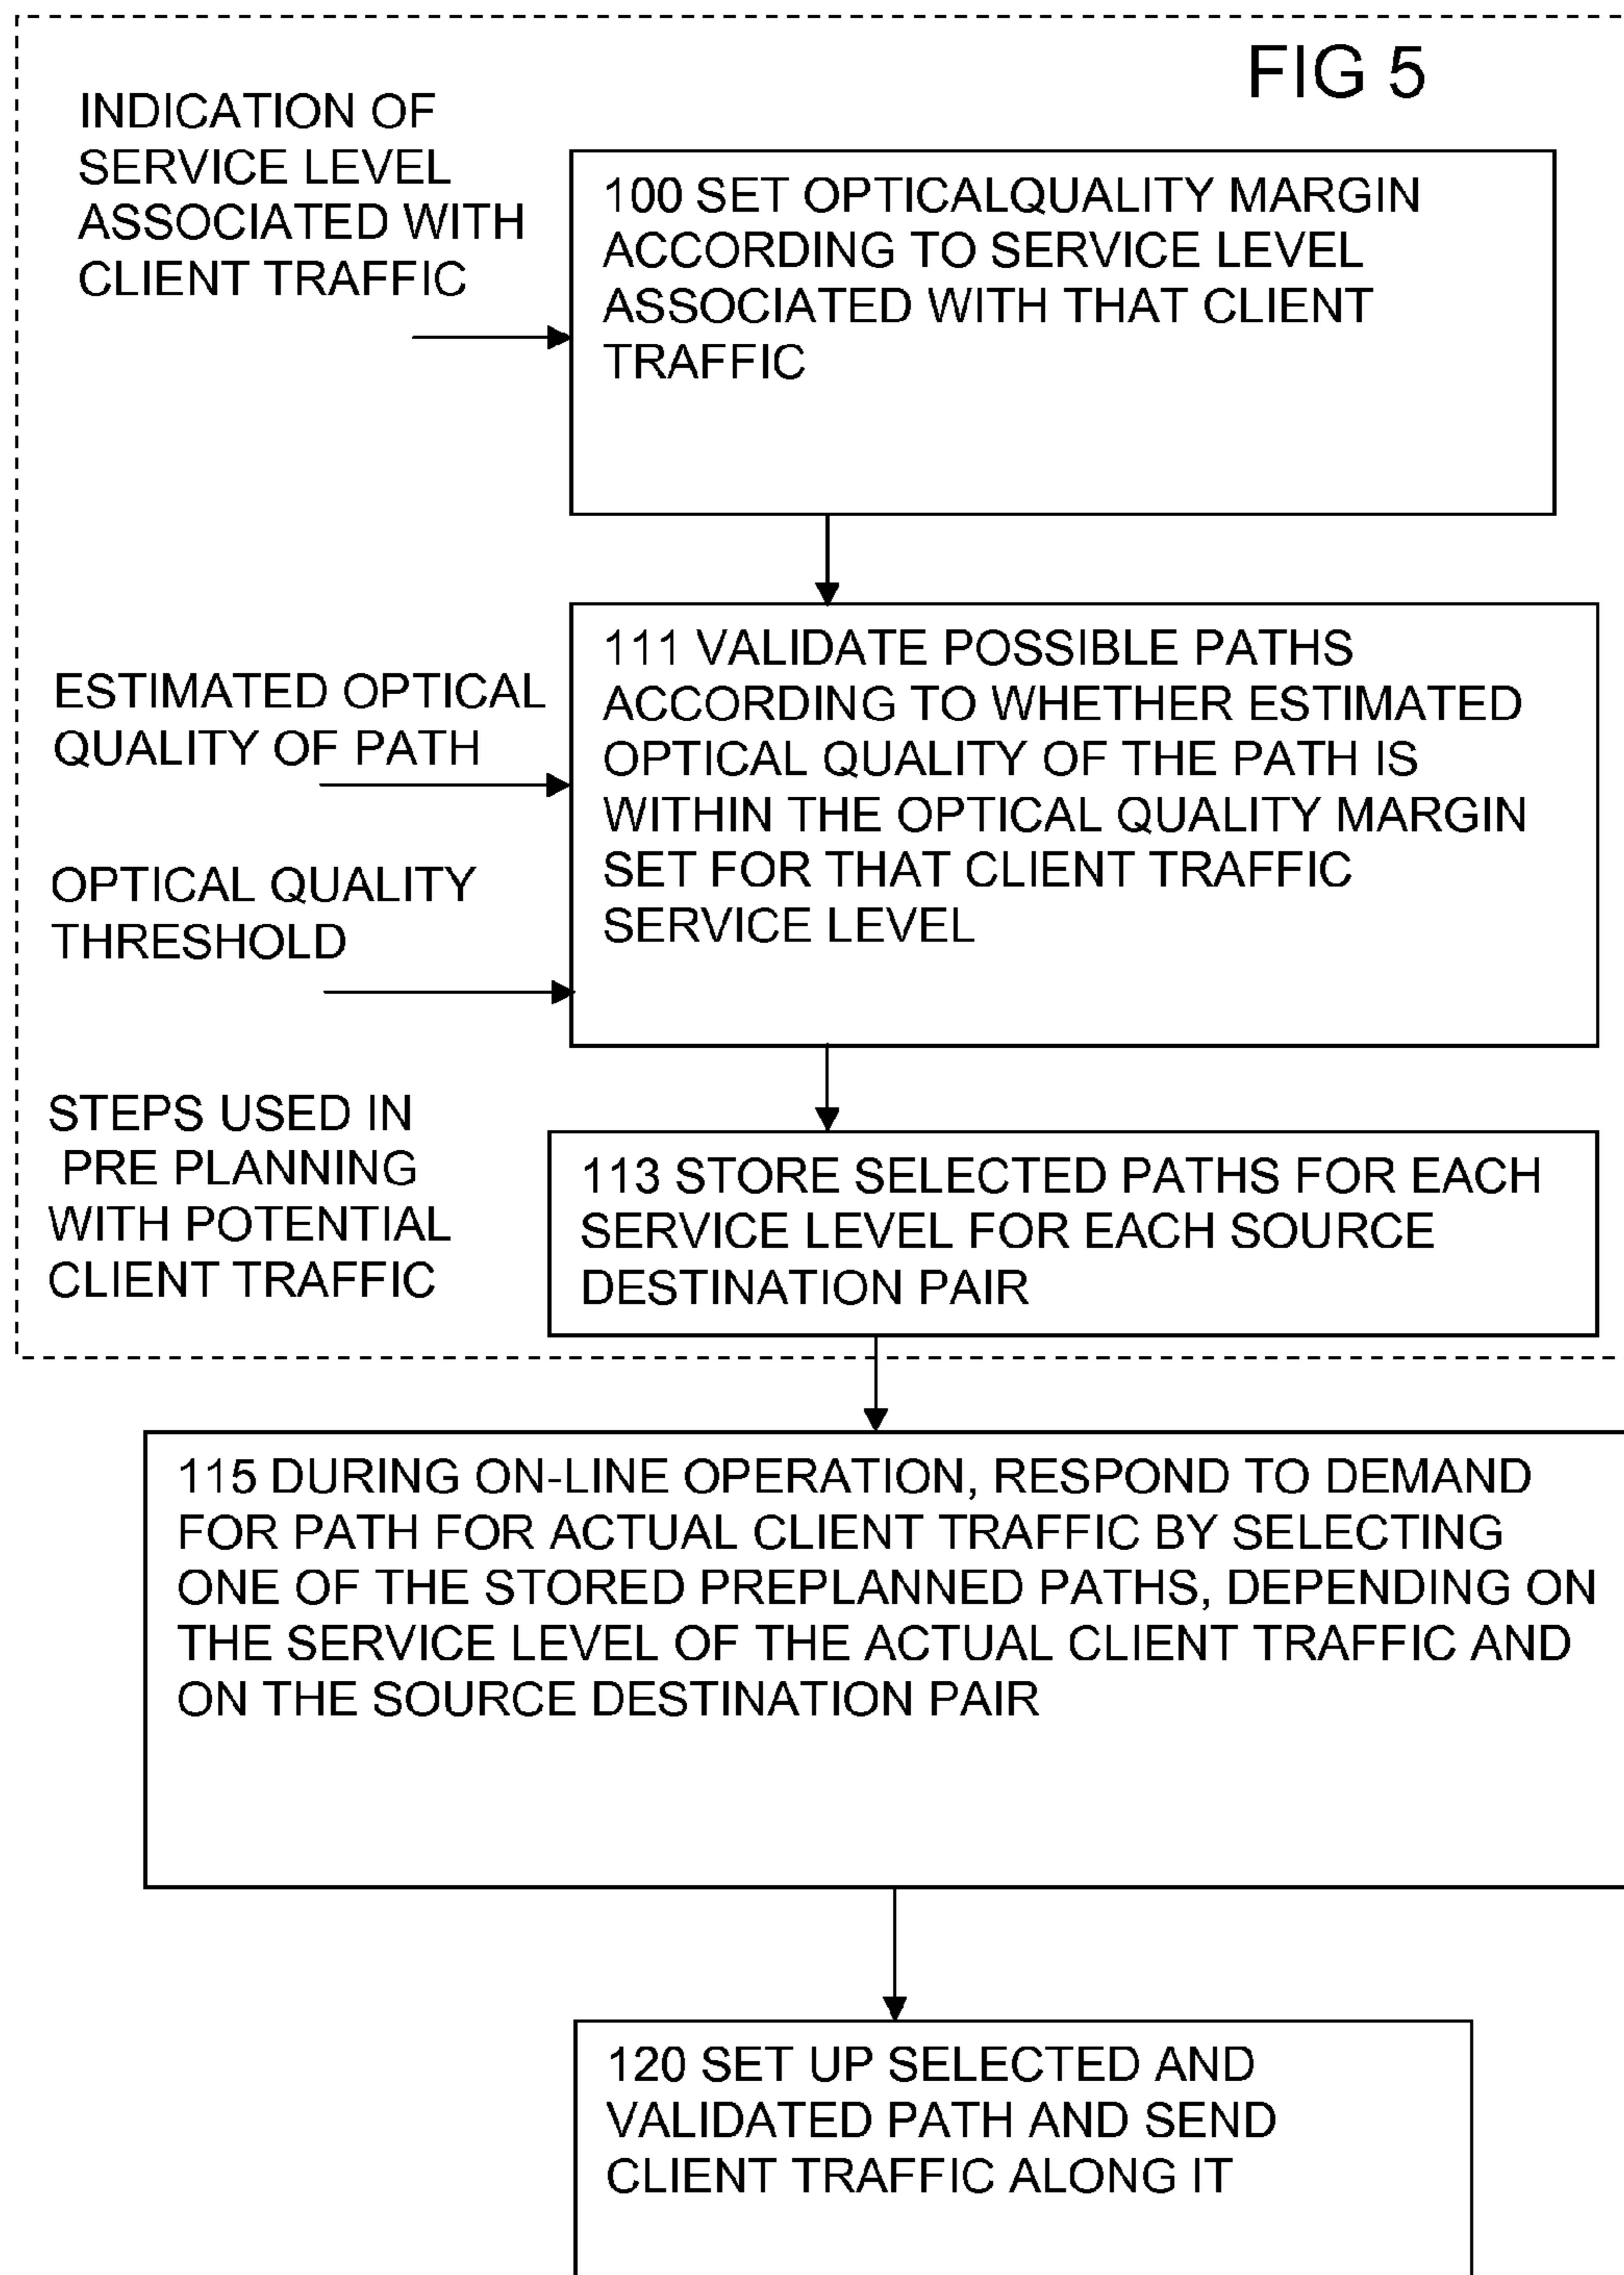 FIG 5
INDICATION OF
SERVICE LEVEL
ASSOCIATED WITH
CLIENT TRAFFIC
100 SET OPTICALQUALITY MARGIN
ACCORDING TO SERVICE LEVEL
ASSOCIATED WITH THAT CLIENT
TRAFFIC
ESTIMATED OPTICAL
QUALITY OF PATH
OPTICAL QUALITY
THRESHOLD
111 VALIDATE POSSIBLE PATHS
ACCORDING TO WHETHER ESTIMATED
OPTICAL QUALITY OF THE PATH IS
WITHIN THE OPTICAL QUALITY MARGIN
SET FOR THAT CLIENT TRAFFIC
SERVICE LEVEL
STEPS USED IN
PRE PLANNING
WITH POTENTIAL
CLIENT TRAFFIC
113 STORE SELECTED PATHS FOR EACH
SERVICE LEVEL FOR EACH SOURCE
DESTINATION PAIR
115 DURING ON-LINE OPERATION, RESPOND TO DEMAND
FOR PATH FOR ACTUAL CLIENT TRAFFIC BY SELECTING
ONE OF THE STORED PREPLANNED PATHS, DEPENDING ON
THE SERVICE LEVEL OF THE ACTUAL CLIENT TRAFFIC AND
ON THE SOURCE DESTINATION PAIR
120 SET UP SELECTED AND
VALIDATED PATH AND SEND
CLIENT TRAFFIC ALONG IT